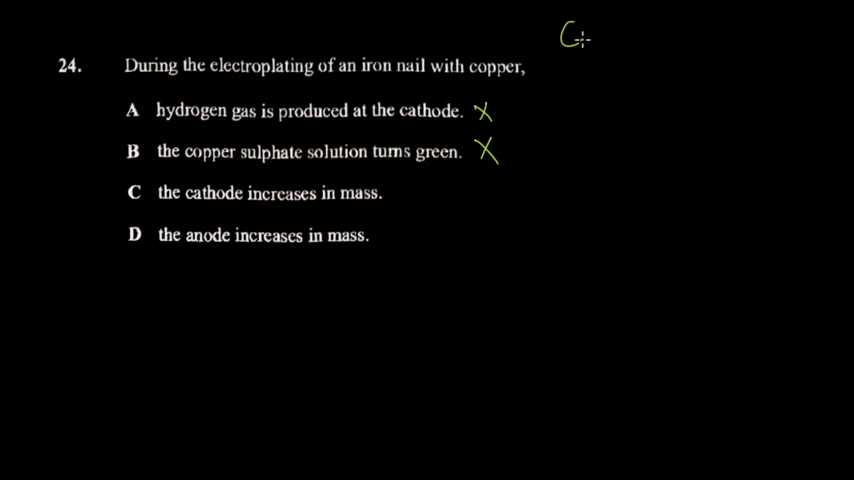 C
24. During the electroplating of an iron nail with copper,
A hydrogen gas is produced at the cathode. X
B the copper sulphate solution turns green. X
C the cathode increases in mass.
D the anode increases in mass.